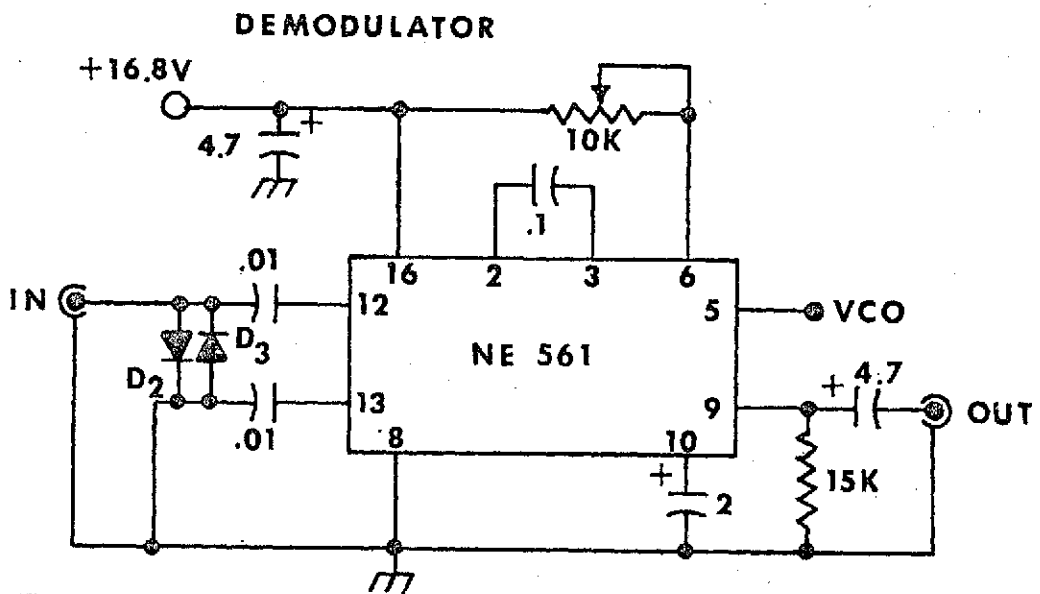 DEMODULATOR
+16.8V
4.7
+
10K
.1
16
2
3
6
.01
IN
12
5
VCO
D3
NE 561
D2
+
4.7
13
9
OUT
.01
8
10
+
2
15K